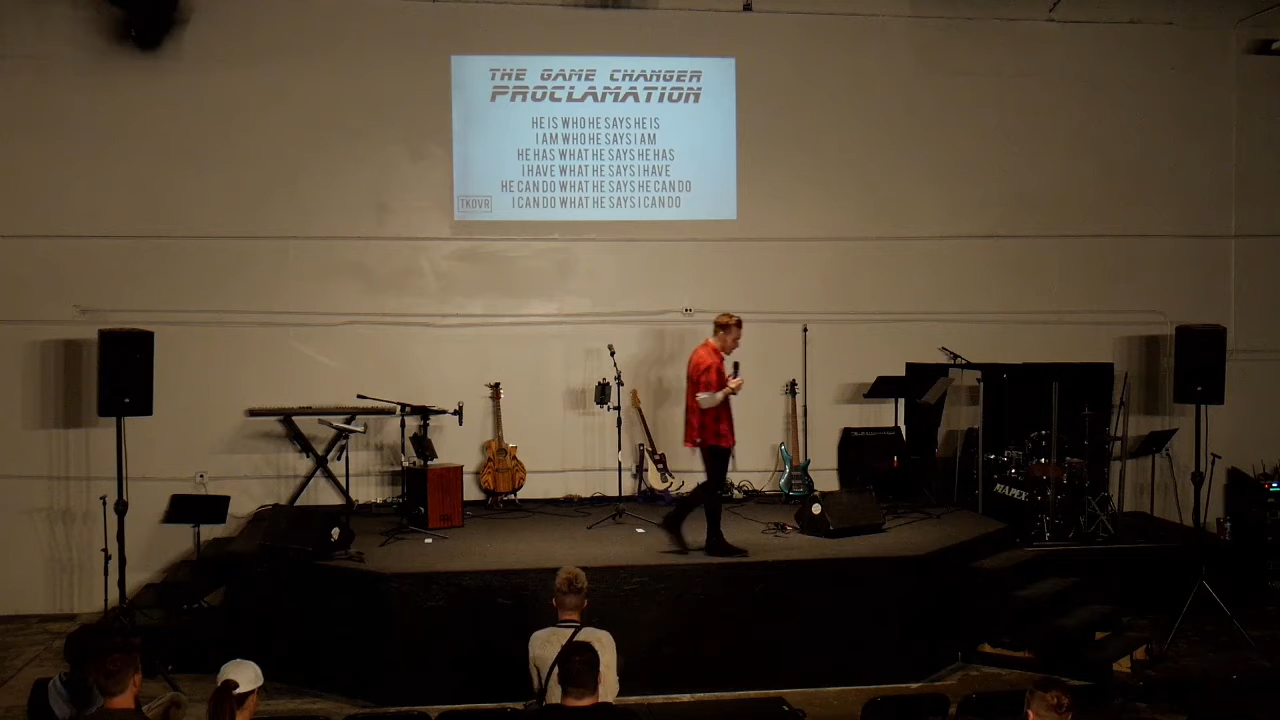 THE GAME CHANGER
PROCLAMATION
HE IS WHO HE SAYS HE IS
I AM WHO HE SAYS I AM
HE HAS WHAT HE SAYS HE HAS
I HAVE WHAT HE SAYS I HAVE
HE CAN DO WHAT HE SAYS HE CAN DO
I CAN DO WHAT HE SAYS I CAN DO
TKOVR
MAPEX